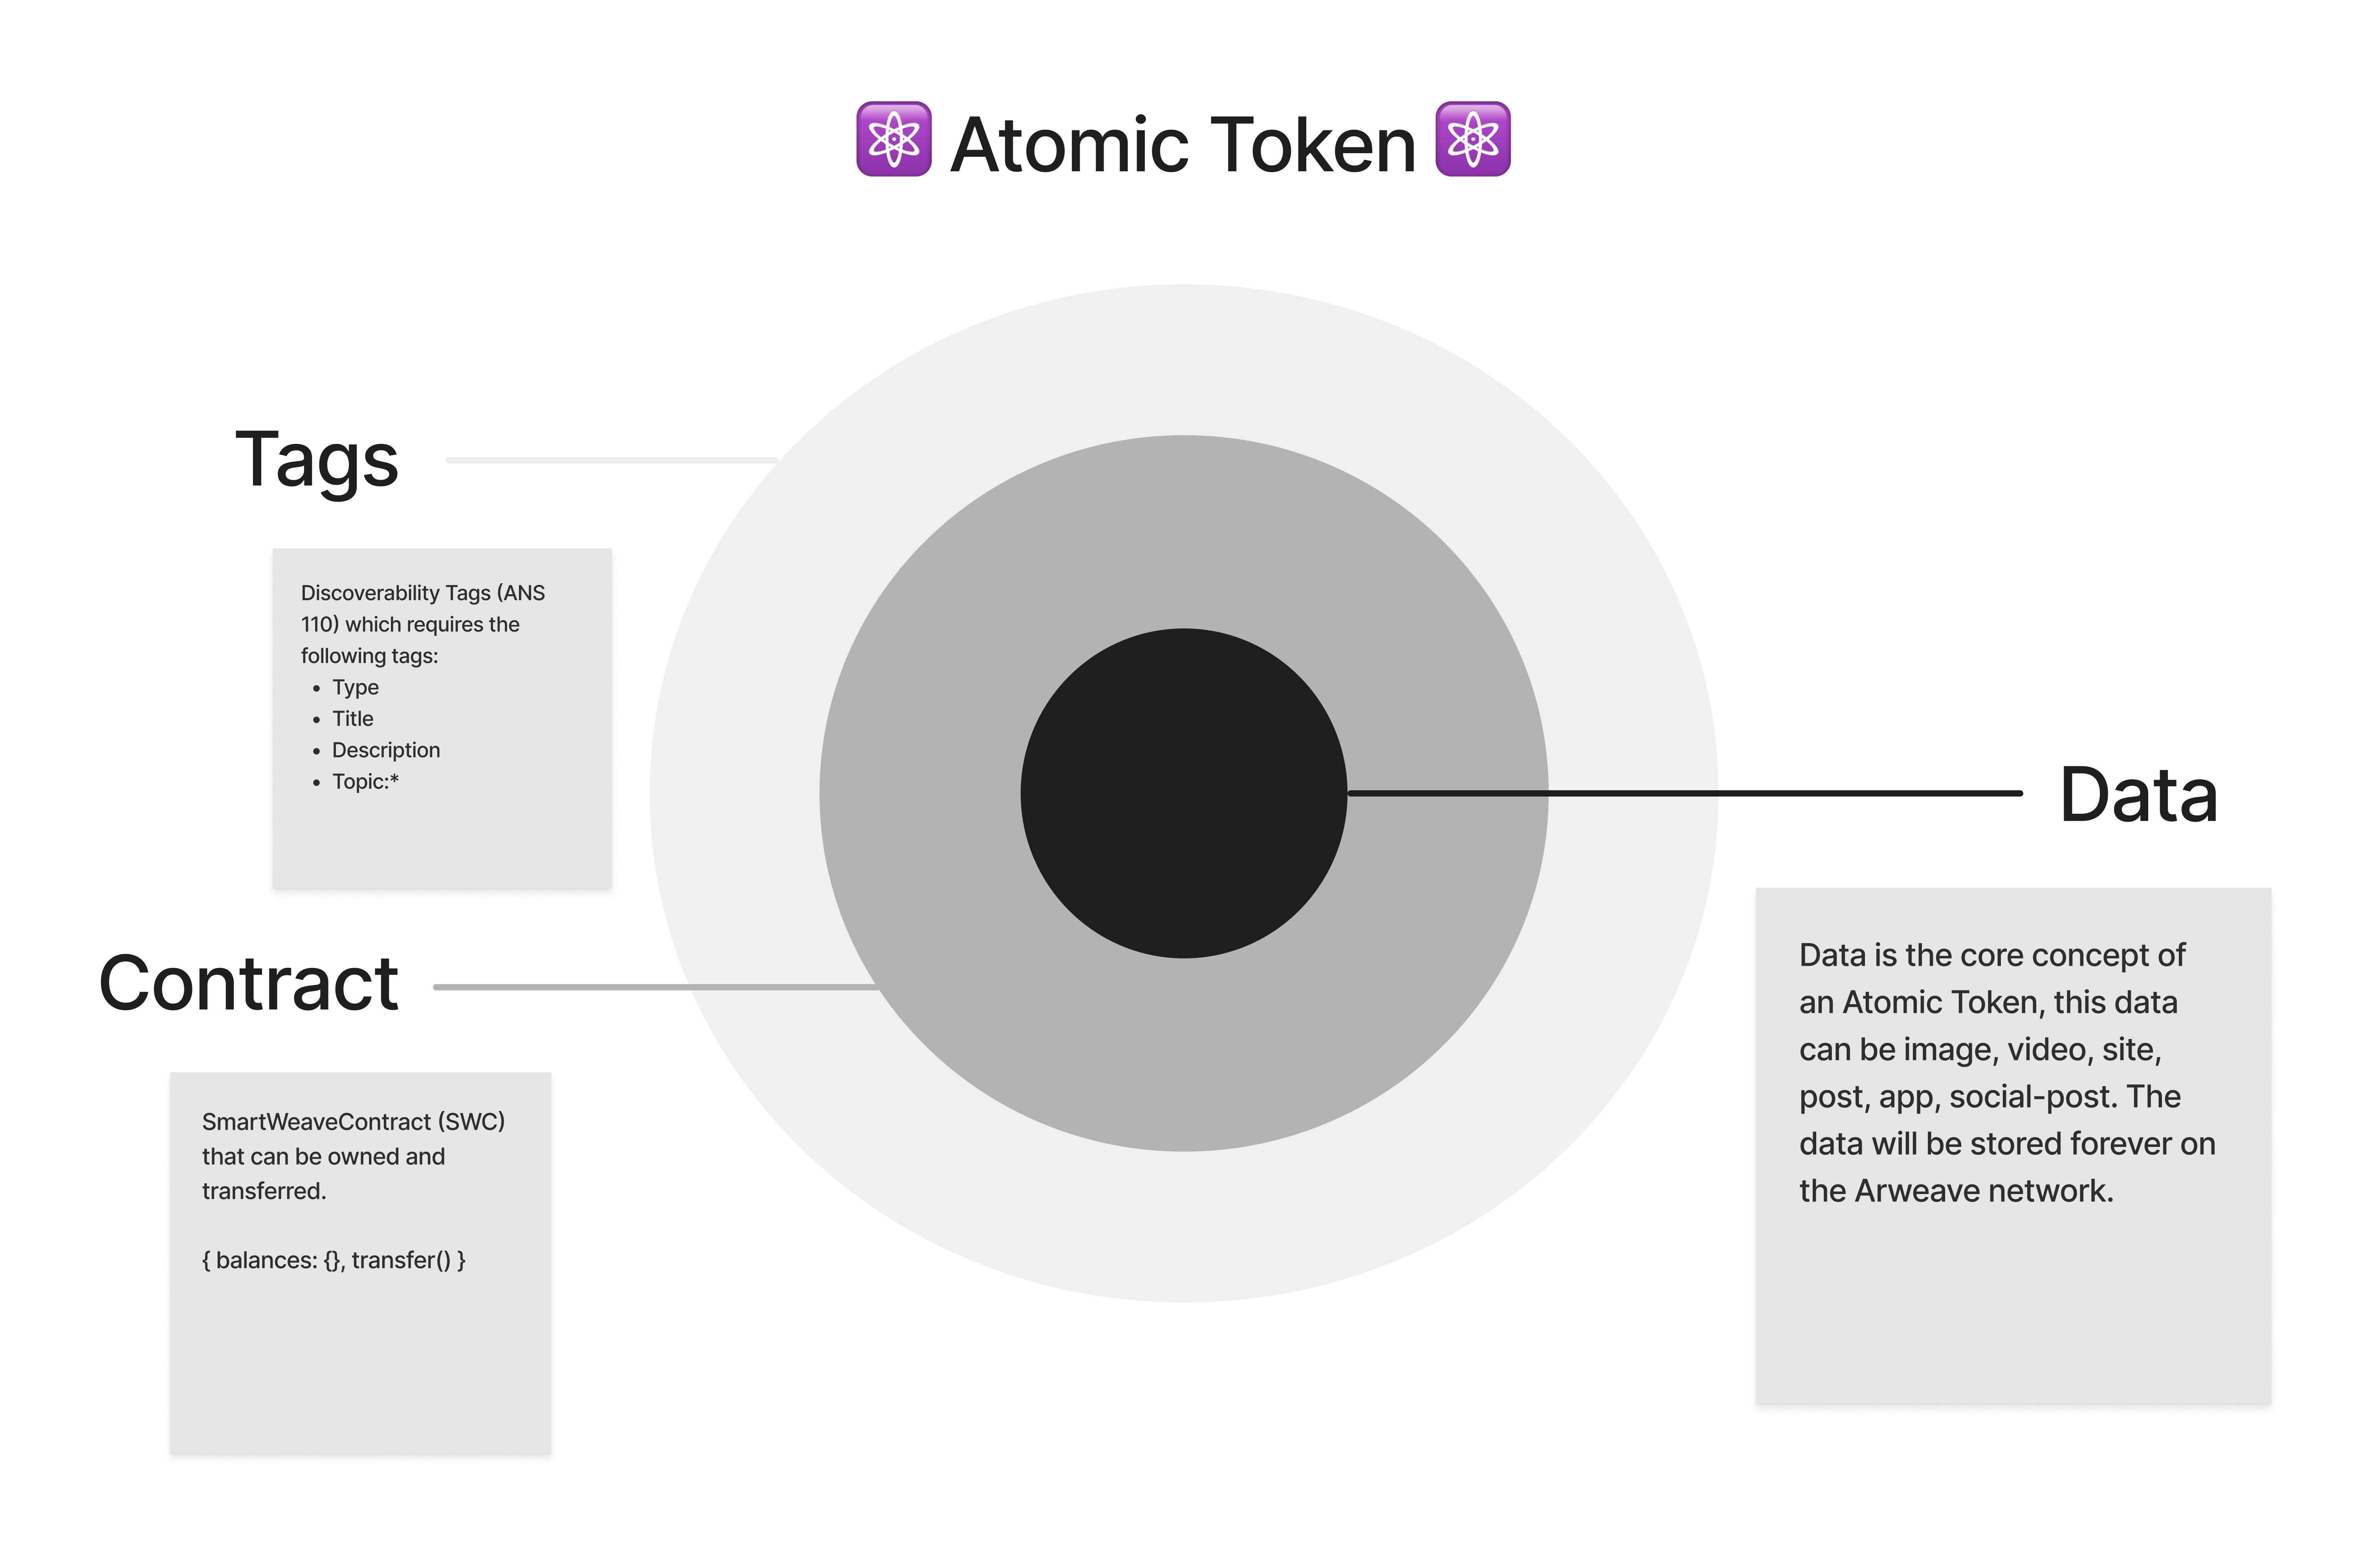 ⚛️ Atomic Token ⚛️
Tags
Discoverability Tags (ANS
110) which requires the
following tags:
• Type
• Title
• Description
• Topic:*
Contract
SmartWeaveContract (SWC)
that can be owned and
transferred.
{ balances: {}, transfer() }
Data
Data is the core concept of
an Atomic Token, this data
can be image, video, site,
post, app, social-post. The
data will be stored forever on
the Arweave network.